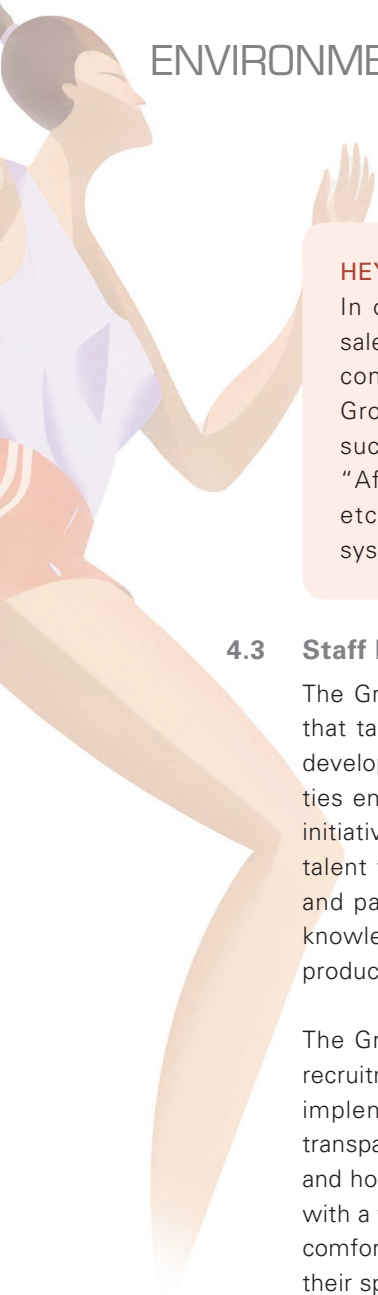 ENVIRONME
HEY
In
sale
con
Gro
suc
"Af
etc
sys
4.3 Staff
The Gr
that ta
develop
ties en
initiativ
talent
and pa
knowle
produc
The Gr
recruitr
implen
transpa
and ho
with a
comfor
their sp